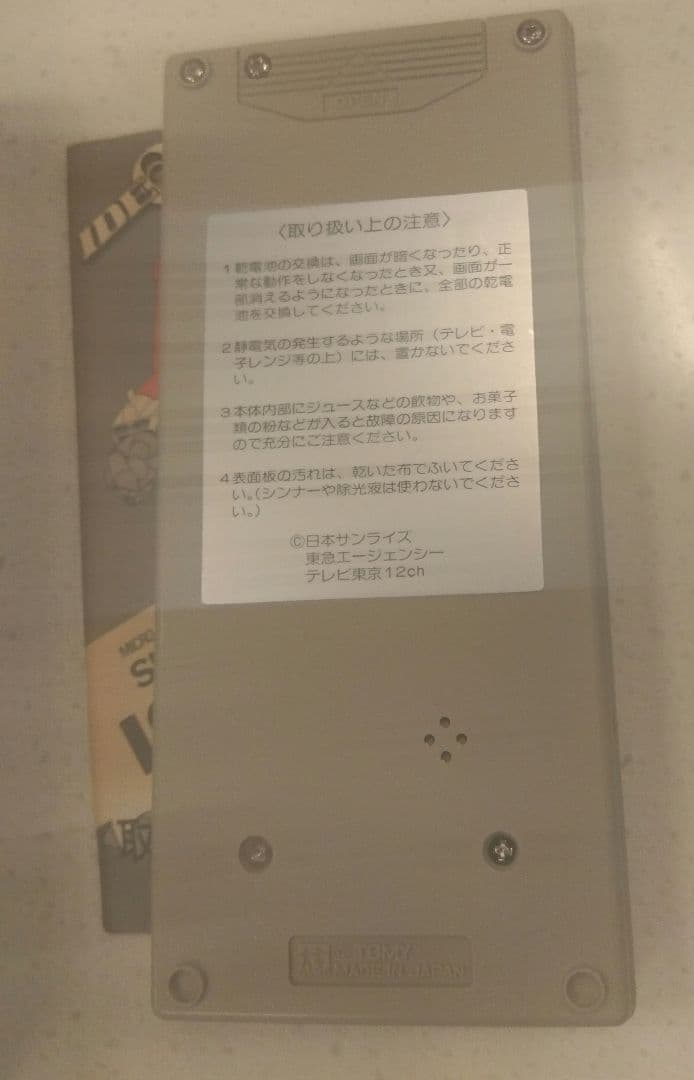 OPEN
〈取り扱い上の注意〉
1 乾電池の交換は、画面が暗くなったり、正
常な動作をしなくなったとき又、画面が一
部消えるようになったときに、全部の乾電
池を交換してください。
2 静電気の発生するような場所（テレビ・電
子レンジ等の上）には、置かないでくださ
い。
3 本体内部にジュースなどの飲物や、お菓子
類の粉などが入ると故障の原因になります
ので充分にご注意ください。
4 表面板の汚れは、乾いた布でふいてくださ
い。（シンナーや除光液は使わないでくださ
い。）
©日本サンライズ
東急エージェンシー
テレビ東京12ch
TOMY
MADE IN JAPAN
IDE
MICRO
取